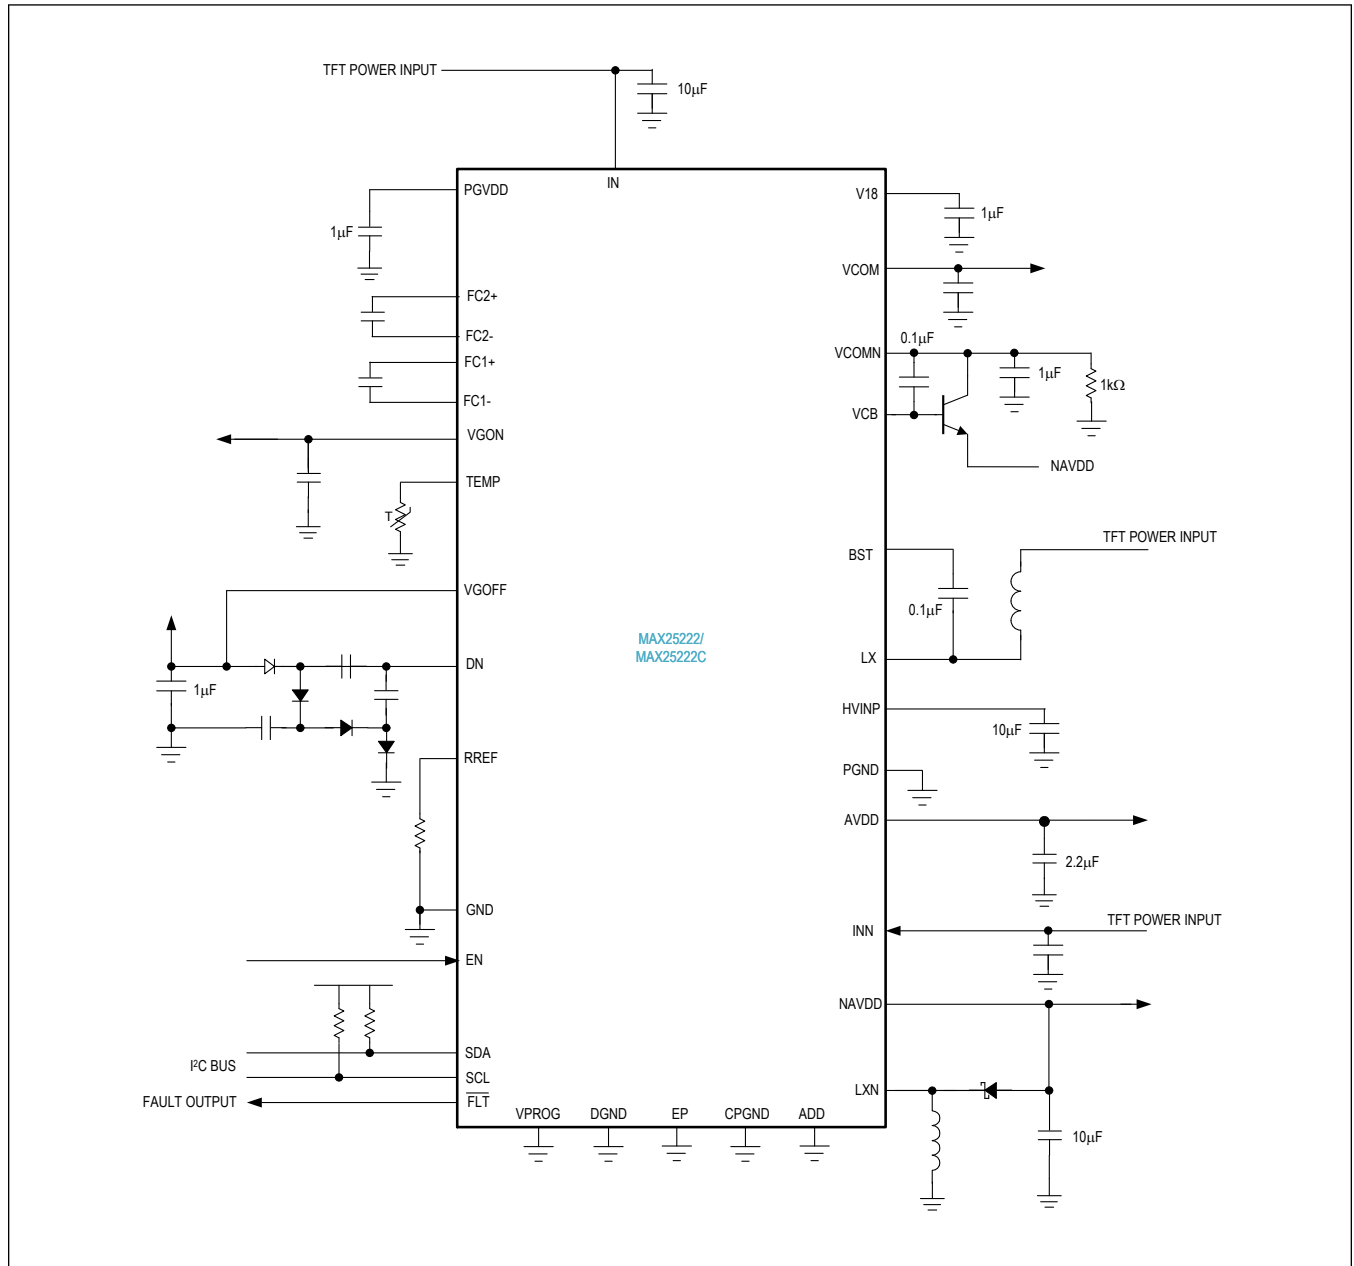 TFT POWER INPUT
10µF
IN
PGVDD
1µF
FC2+
FC2-
FC1+
FC1-
VGON
TEMP
T
VGOFF
DN
1µF
RREF
GND
EN
SDA
I²C BUS
SCL
FAULT OUTPUT
FLT
VPROG
DGND
EP
CPGND
ADD
MAX25222/
MAX25222C
V18
1µF
VCOM
0.1µF
VCOMN
1µF
1kΩ
VCB
NAVDD
TFT POWER INPUT
BST
0.1µF
LX
HVINP
10µF
PGND
AVDD
2.2µF
TFT POWER INPUT
INN
NAVDD
LXN
10µF